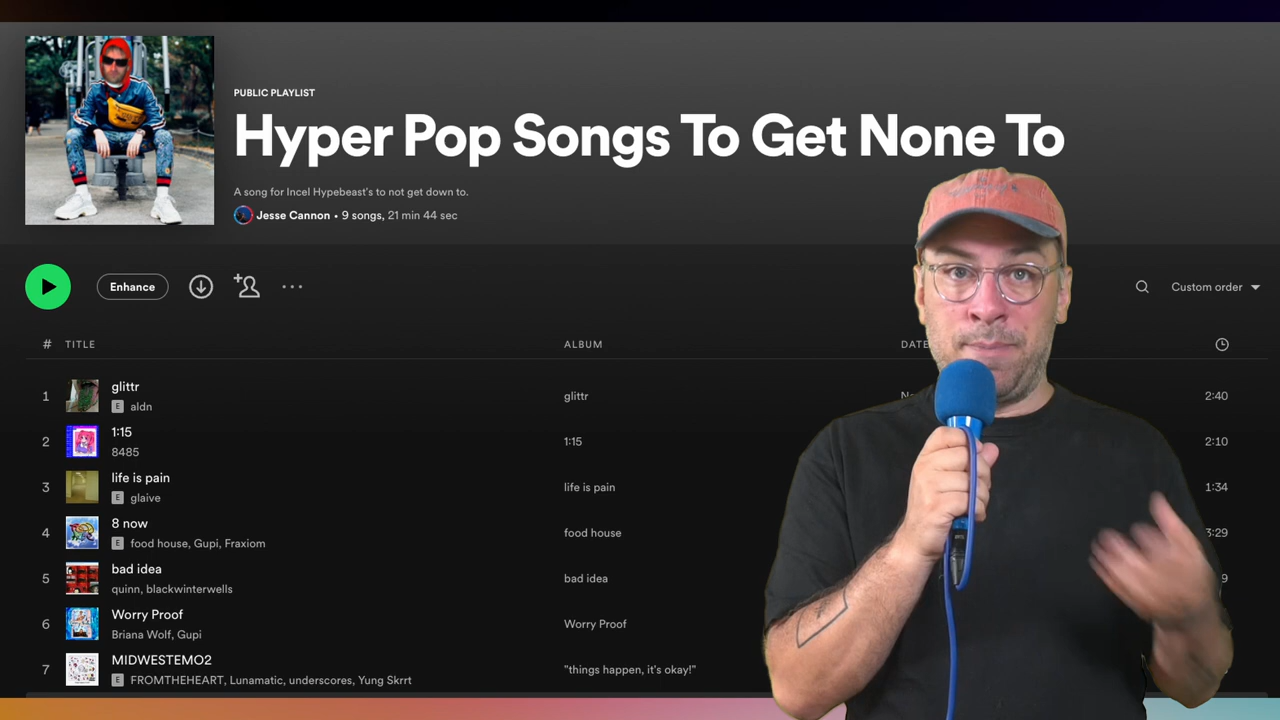 PUBLIC PLAYLIST
Hyper Pop Songs To Get None To
A song for Incel Hypebeast's to not get down to.
Jesse Cannon • 9 songs, 21 min 44 sec
Enhance
Custom order
# TITLE ALBUM DATE
1 glittr glittr 2:40
E aldn
2 1:15 1:15 2:10
8485
3 life is pain life is pain 1:34
E glaive
4 8 now food house 3:29
E food house, Gupi, Fraxiom
5 bad idea bad idea 9
quinn, blackwinterwells
6 Worry Proof Worry Proof
Briana Wolf, Gupi
7 MIDWESTEMO2 "things happen, it's okay!"
E FROMTHEHEART, Lunamatic, underscores, Yung Skrrt